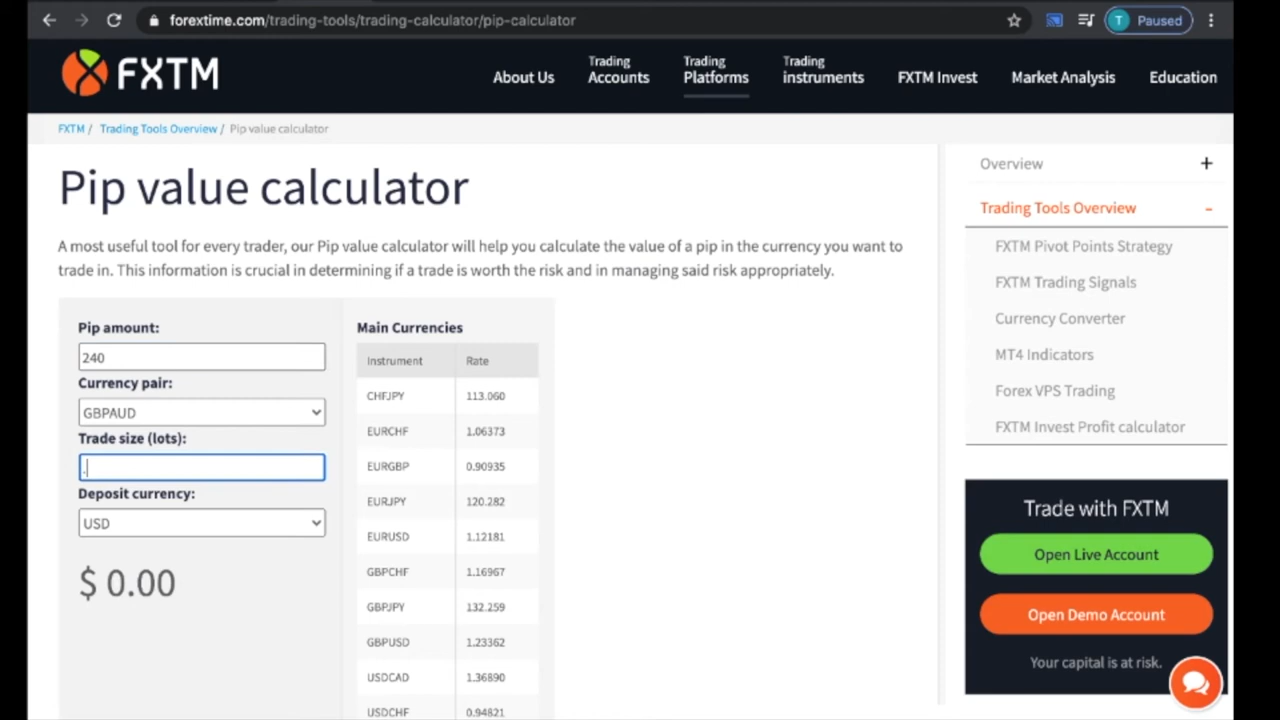 forextime.com/trading-tools/trading-calculator/pip-calculator
T Paused
FXTM
About Us
Trading Accounts
Trading Platforms
Trading instruments
FXTM Invest
Market Analysis
Education
FXTM / Trading Tools Overview / Pip value calculator
Pip value calculator
A most useful tool for every trader, our Pip value calculator will help you calculate the value of a pip in the currency you want to
trade in. This information is crucial in determining if a trade is worth the risk and in managing said risk appropriately.
Pip amount:
240
Currency pair:
GBPAUD
Trade size (lots):
.
Deposit currency:
USD
$ 0.00
Main Currencies
Instrument Rate
CHFJPY 113.060
EURCHF 1.06373
EURGBP 0.90935
EURJPY 120.282
EURUSD 1.12181
GBPCHF 1.16967
GBPJPY 132.259
GBPUSD 1.23362
USDCAD 1.36890
USDCHF 0.94821
Overview +
Trading Tools Overview –
FXTM Pivot Points Strategy
FXTM Trading Signals
Currency Converter
MT4 Indicators
Forex VPS Trading
FXTM Invest Profit calculator
Trade with FXTM
Open Live Account
Open Demo Account
Your capital is at risk.